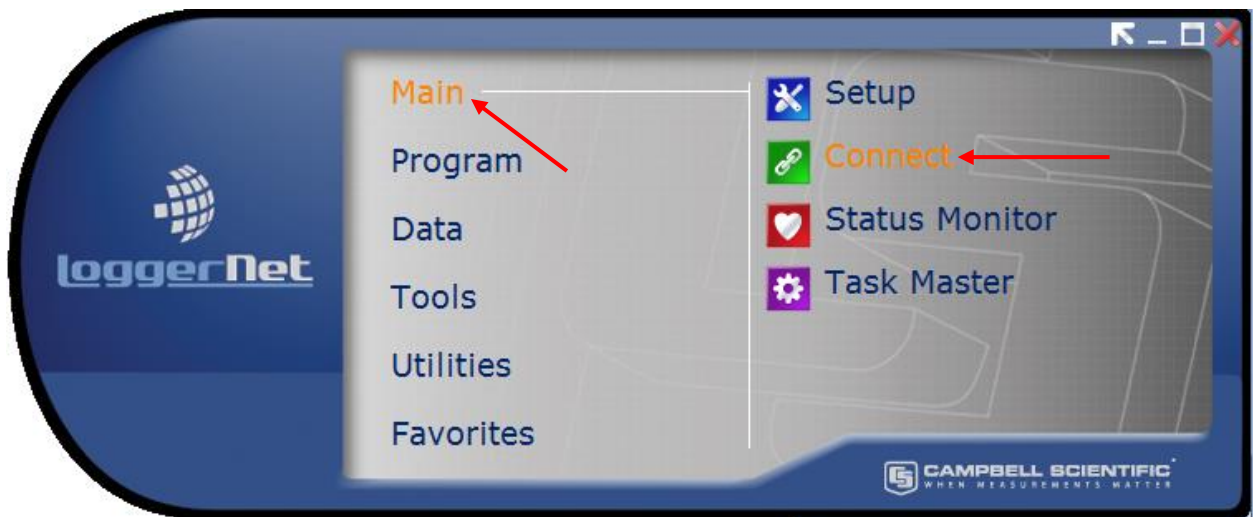 Main
Program
Data
Tools
Utilities
Favorites
Setup
Connect
Status Monitor
Task Master
LoggerNet
CAMPBELL SCIENTIFIC
WHEN MEASUREMENTS MATTER